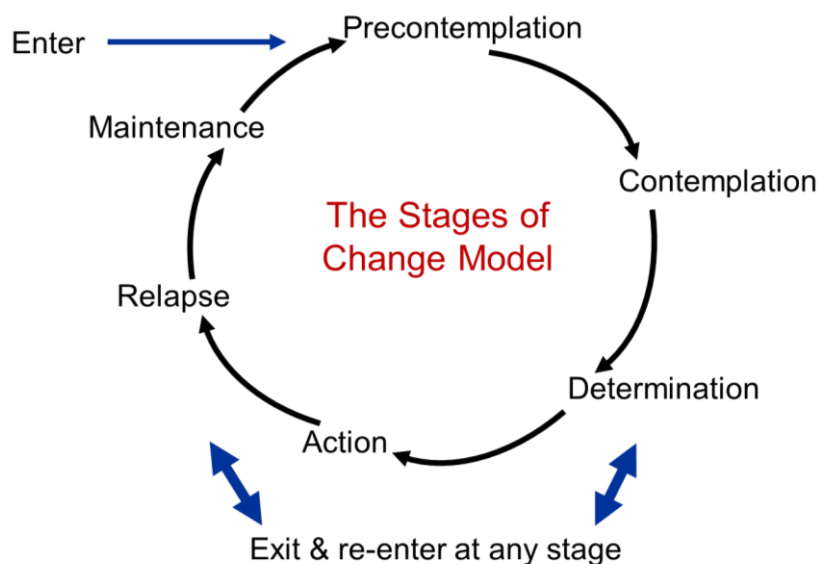 Enter
Precontemplation
Maintenance
Contemplation
The Stages of
Change Model
Relapse
Determination
Action
Exit & re-enter at any stage